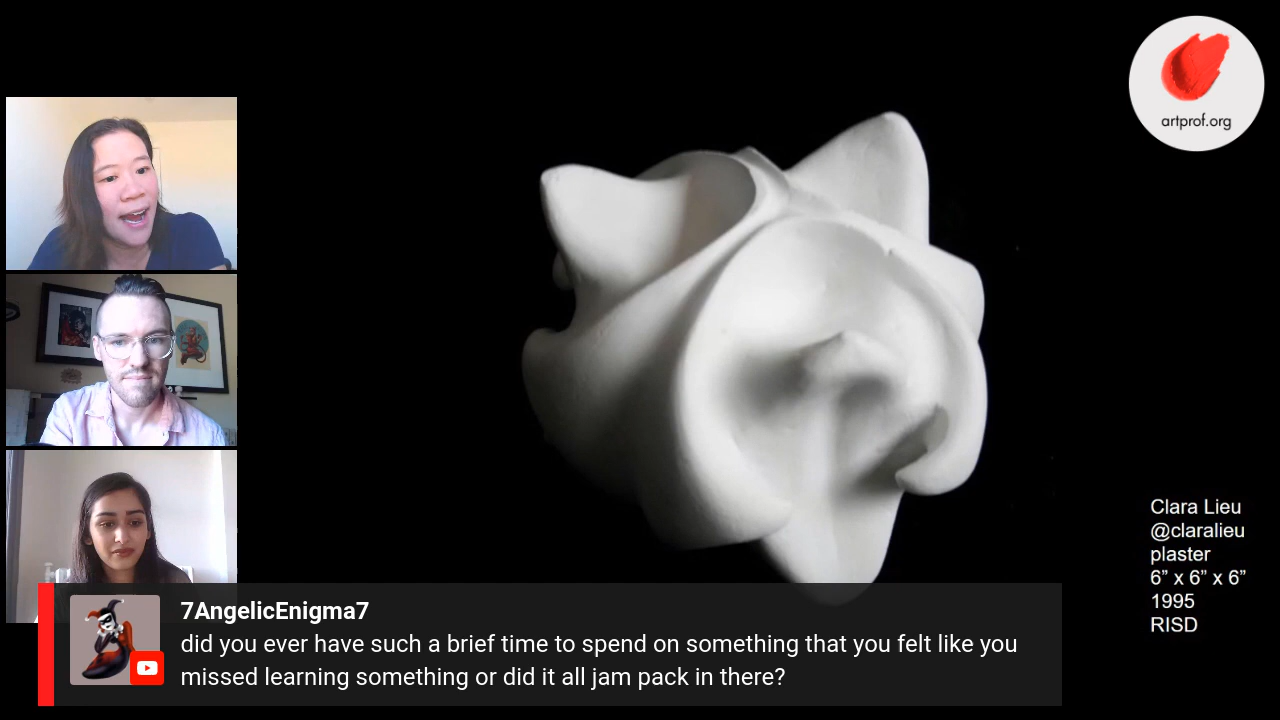 artprof.org
Clara Lieu
@claralieu
plaster
6” x 6” x 6”
1995
RISD
7AngelicEnigma7
did you ever have such a brief time to spend on something that you felt like you
missed learning something or did it all jam pack in there?